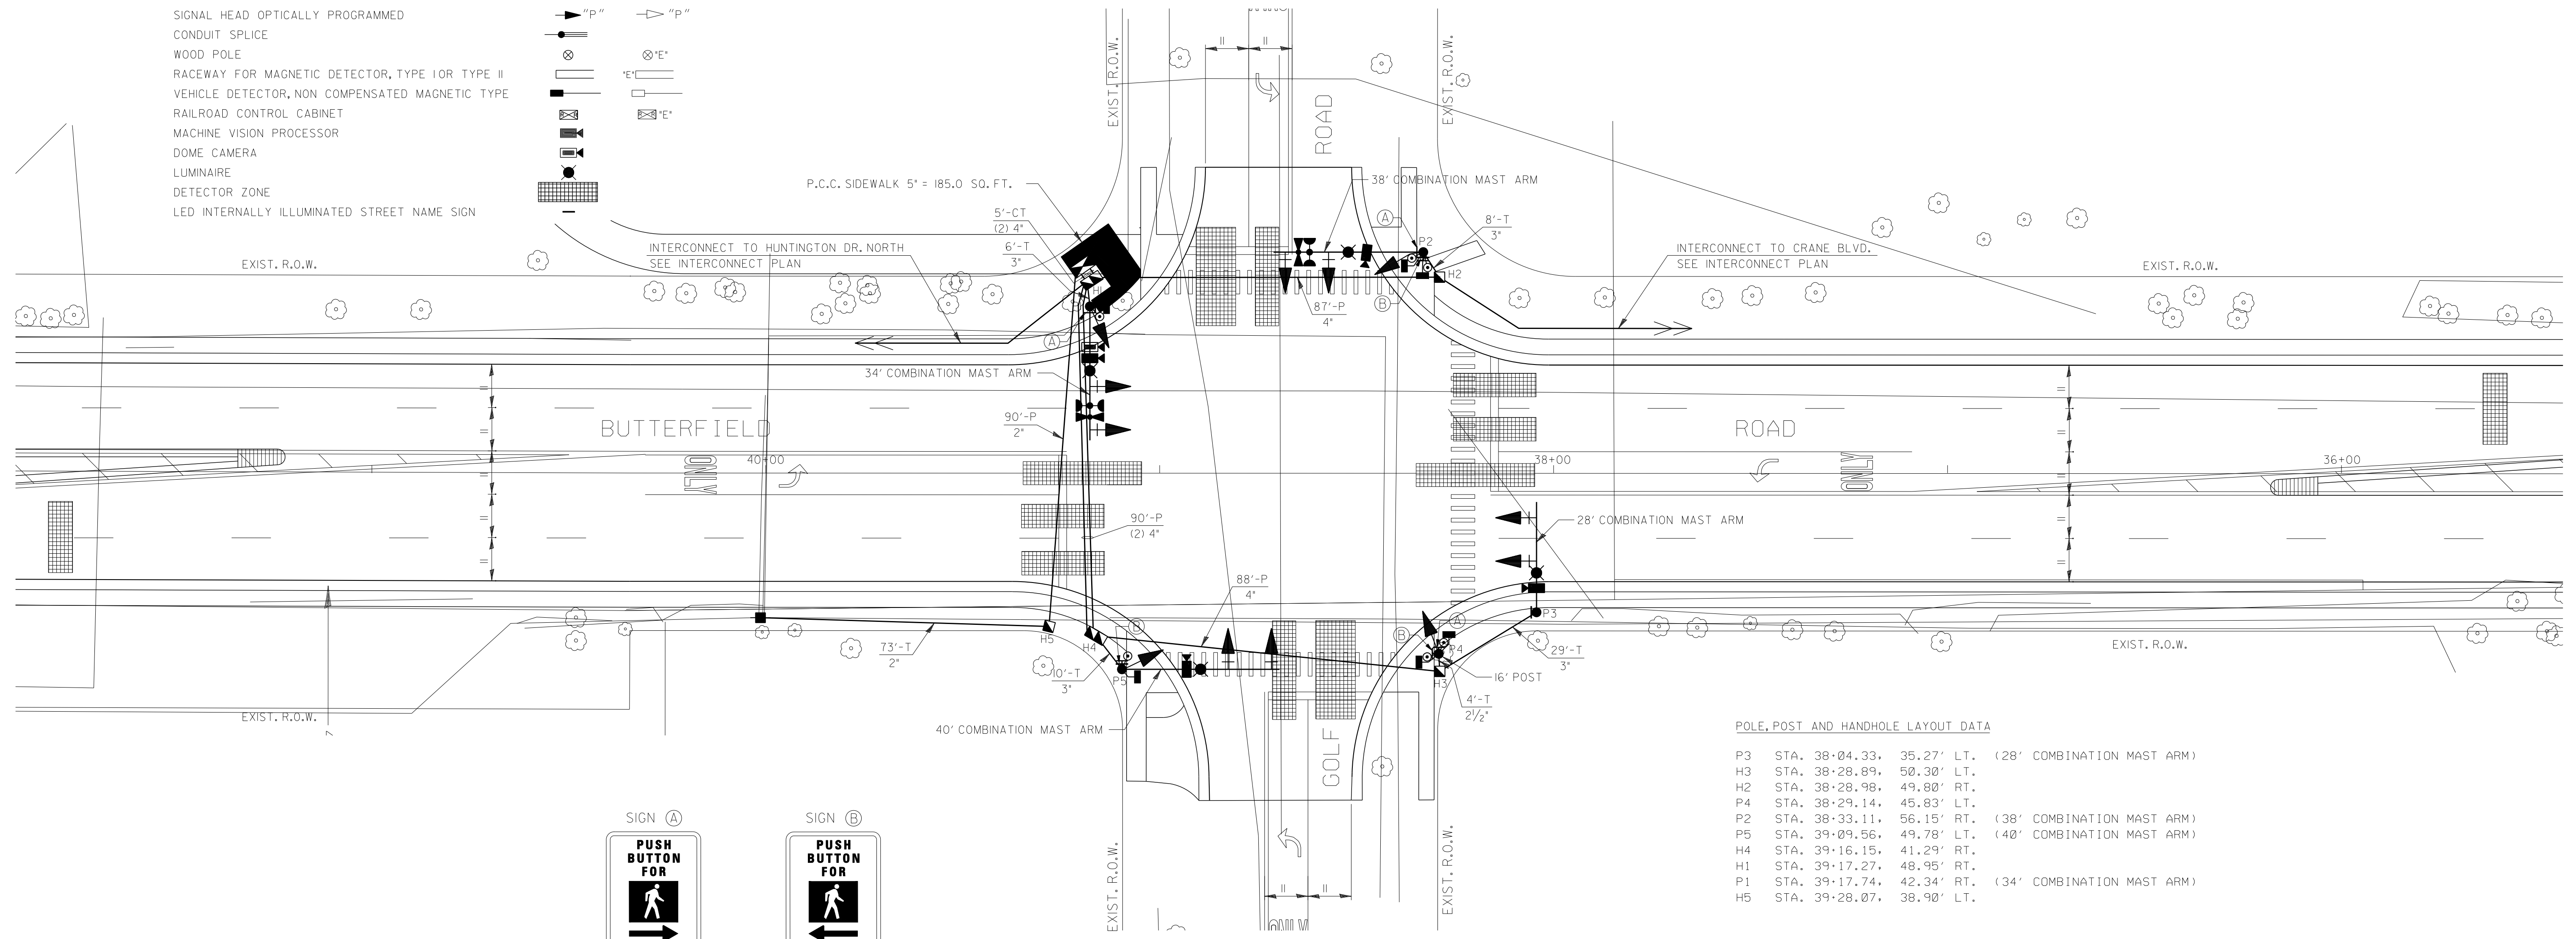 SIGNAL HEAD OPTICALLY PROGRAMMED "P" "P"
CONDUIT SPLICE
WOOD POLE "E"
RACEWAY FOR MAGNETIC DETECTOR, TYPE I OR TYPE II "E"
VEHICLE DETECTOR, NON COMPENSATED MAGNETIC TYPE
RAILROAD CONTROL CABINET "E"
MACHINE VISION PROCESSOR
DOME CAMERA
LUMINAIRE
DETECTOR ZONE
LED INTERNALLY ILLUMINATED STREET NAME SIGN
EXIST. R.O.W.
EXIST. R.O.W.
ROAD
P.C.C. SIDEWALK 5" = 185.0 SQ. FT.
38' COMBINATION MAST ARM
5'-CT
(2) 4"
6'-T
3"
A
P2
8'-T
3"
INTERCONNECT TO HUNTINGTON DR. NORTH
SEE INTERCONNECT PLAN
INTERCONNECT TO CRANE BLVD.
SEE INTERCONNECT PLAN
EXIST. R.O.W.
EXIST. R.O.W.
H2
B
87'-P
4"
A
34' COMBINATION MAST ARM
90'-P
2"
BUTTERFIELD
ROAD
40+00
38+00
36+00
ONLY
ONLY
90'-P
(2) 4"
28' COMBINATION MAST ARM
88'-P
4"
P3
H5
H4
B
A
B
P4
73'-T
2"
10'-T
3"
P5
29'-T
3"
16' POST
H3
4'-T
2 1/2"
EXIST. R.O.W.
EXIST. R.O.W.
40' COMBINATION MAST ARM
GOLF
EXIST. R.O.W.
EXIST. R.O.W.
ONLY
POLE, POST AND HANDHOLE LAYOUT DATA
P3 STA. 38+04.33, 35.27' LT. (28' COMBINATION MAST ARM)
H3 STA. 38+28.89, 50.30' LT.
H2 STA. 38+28.98, 49.80' RT.
P4 STA. 38+29.14, 45.83' LT.
P2 STA. 38+33.11, 56.15' RT. (38' COMBINATION MAST ARM)
P5 STA. 39+09.56, 49.78' LT. (40' COMBINATION MAST ARM)
H4 STA. 39+16.15, 41.29' RT.
H1 STA. 39+17.27, 48.95' RT.
P1 STA. 39+17.74, 42.34' RT. (34' COMBINATION MAST ARM)
H5 STA. 39+28.07, 38.90' LT.
SIGN A
PUSH
BUTTON
FOR
SIGN B
PUSH
BUTTON
FOR